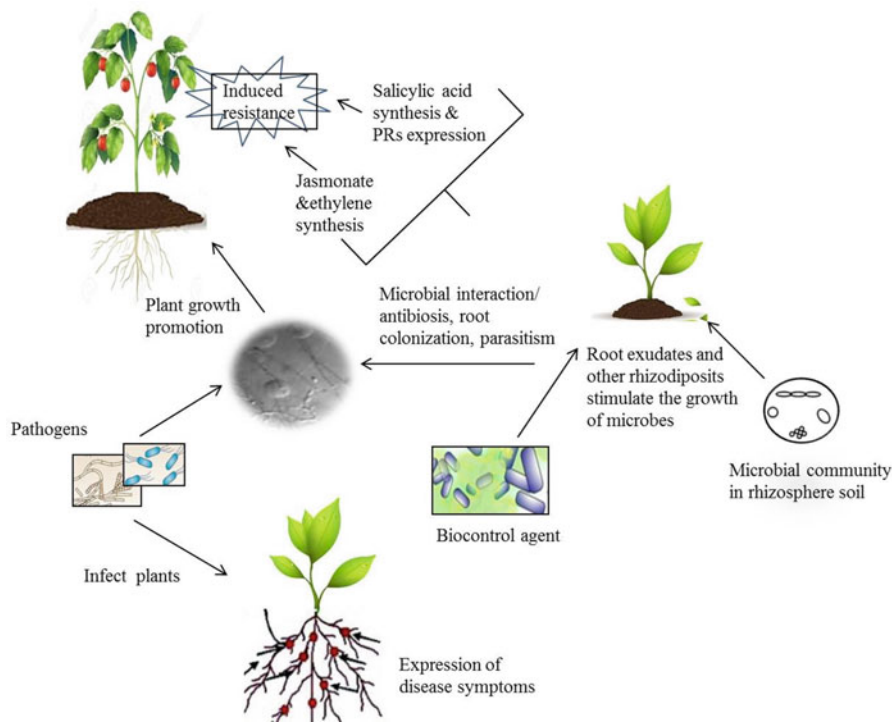 Induced
resistance
Salicylic acid
synthesis &
PRs expression
Jasmonate
&ethylene
synthesis
Plant growth
promotion
Microbial interaction/
antibiosis, root
colonization, parasitism
Root exudates and
other rhizodiposits
stimulate the growth
of microbes
Pathogens
Microbial community
in rhizosphere soil
Biocontrol agent
Infect plants
Expression of
disease symptoms